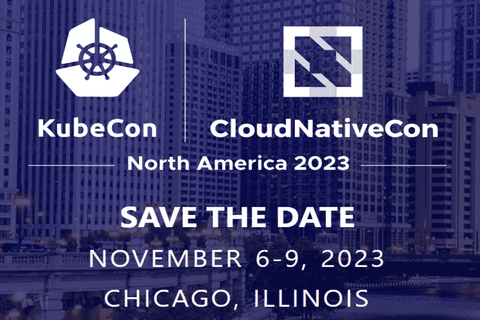 KubeCon
CloudNativeCon
North America 2023
SAVE THE DATE
NOVEMBER 6-9, 2023
CHICAGO, ILLINOIS